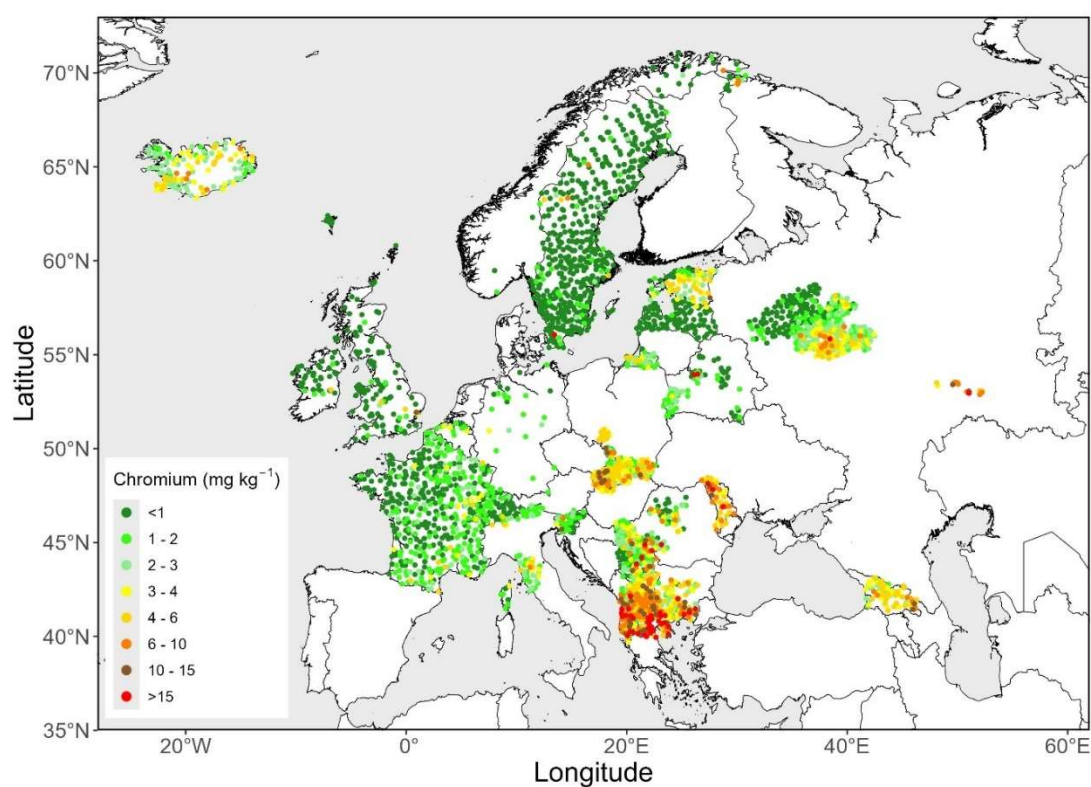 70°N
65°N
60°N
55°N
50°N
45°N
40°N
35°N
Latitude
Chromium (mg kg⁻¹)
<1
1 - 2
2 - 3
3 - 4
4 - 6
6 - 10
10 - 15
>15
20°W
0°
20°E
40°E
60°E
Longitude